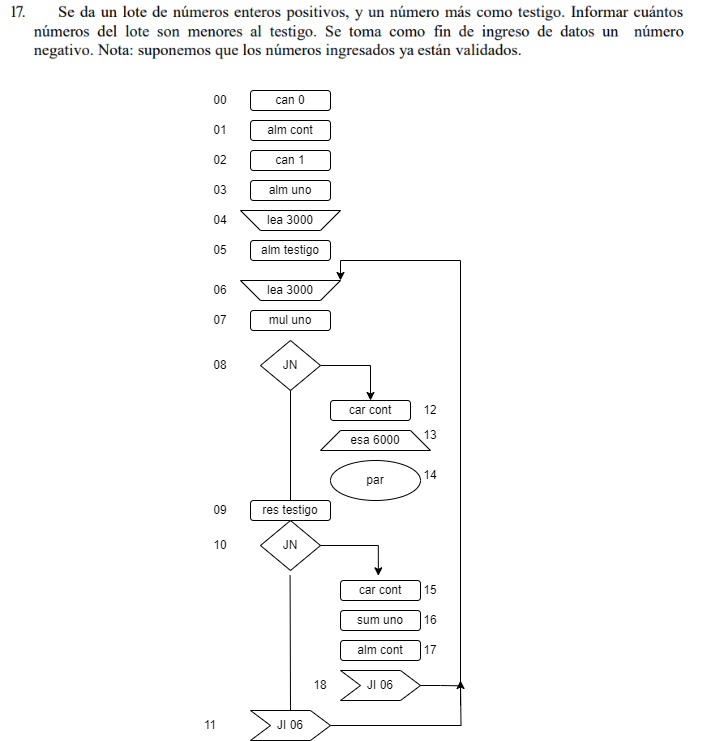 17. Se da un lote de números enteros positivos, y un número más como testigo. Informar cuántos
números del lote son menores al testigo. Se toma como fin de ingreso de datos un número
negativo. Nota: suponemos que los números ingresados ya están validados.
00 can 0
01 alm cont
02 can 1
03 alm uno
04 lea 3000
05 alm testigo
06 lea 3000
07 mul uno
08 JN
car cont 12
esa 6000 13
par 14
09 res testigo
10 JN
car cont 15
sum uno 16
alm cont 17
18 JI 06
11 JI 06